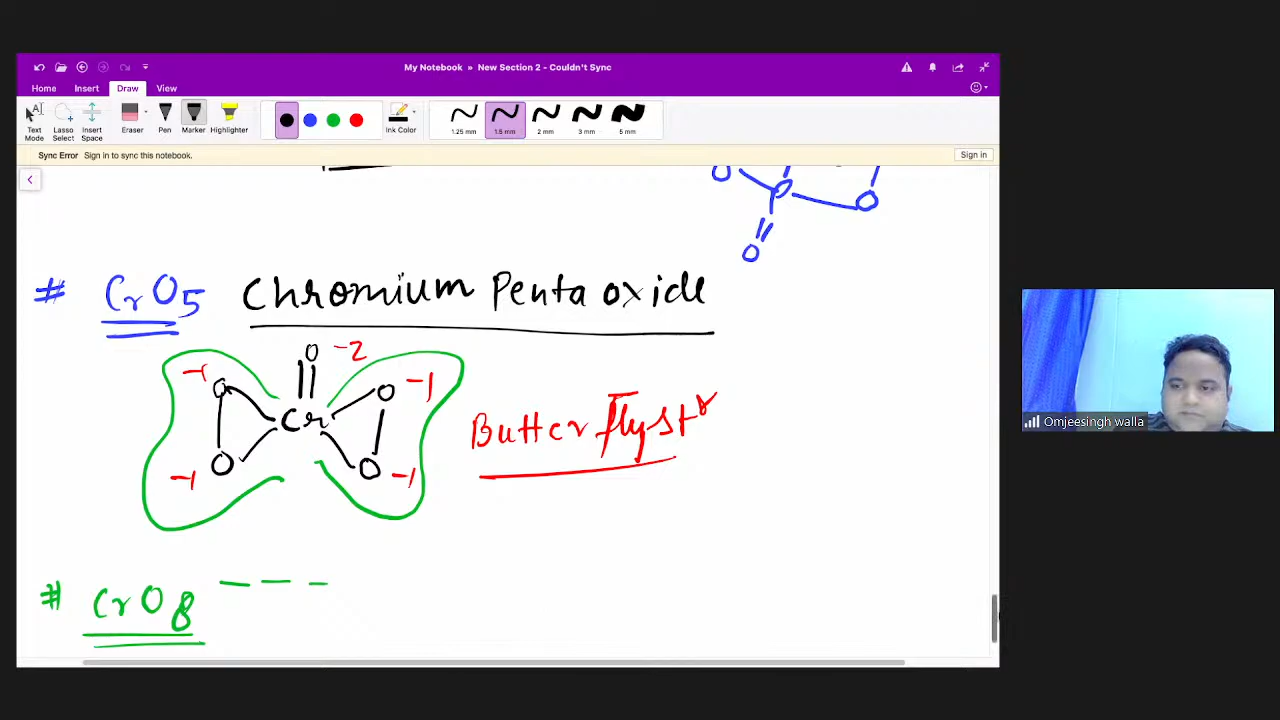 My Notebook » New Section 2 - Couldn't Sync
Home Insert Draw View
Text Mode
Lasso Select
Insert Space
Eraser
Pen
Marker
Highlighter
Ink Color
1.25 mm
1.5 mm
2 mm
3 mm
5 mm
Sync Error Sign in to sync this notebook. Sign in
O
P O
O
# CrO5 Chromium Penta oxide
O -2
-1 O O -1
Cr
Butterfly str
-1 O O -1
# CrO8 ---
Omjeesingh walla